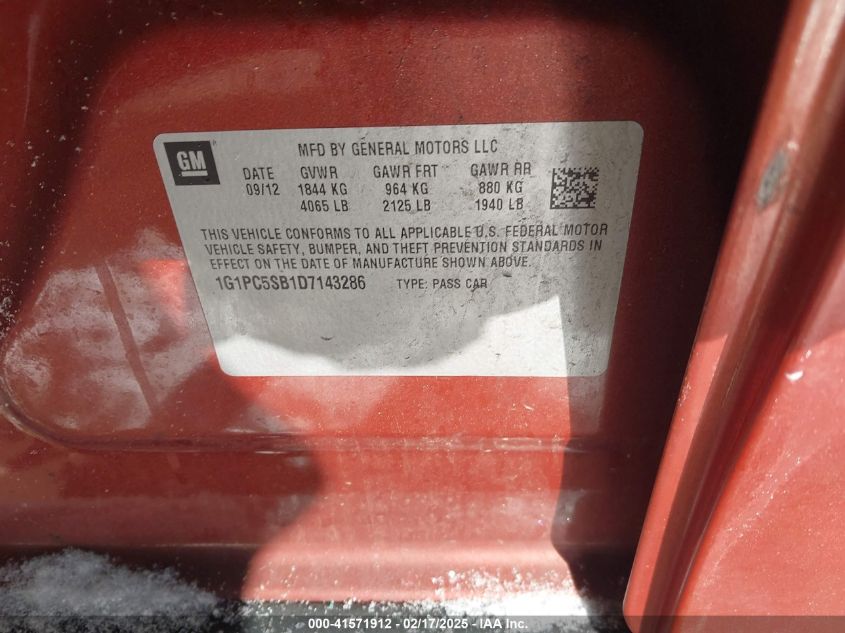 GM
MFD BY GENERAL MOTORS LLC
DATE GVWR GAWR FRT GAWR RR
09/12 1844 KG 964 KG 880 KG
4065 LB 2125 LB 1940 LB
THIS VEHICLE CONFORMS TO ALL APPLICABLE U.S. FEDERAL MOTOR
VEHICLE SAFETY, BUMPER, AND THEFT PREVENTION STANDARDS IN
EFFECT ON THE DATE OF MANUFACTURE SHOWN ABOVE.
1G1PC5SB1D7143286 TYPE: PASS CAR
000-41571912 / 02/17/2025 - IAA Inc.